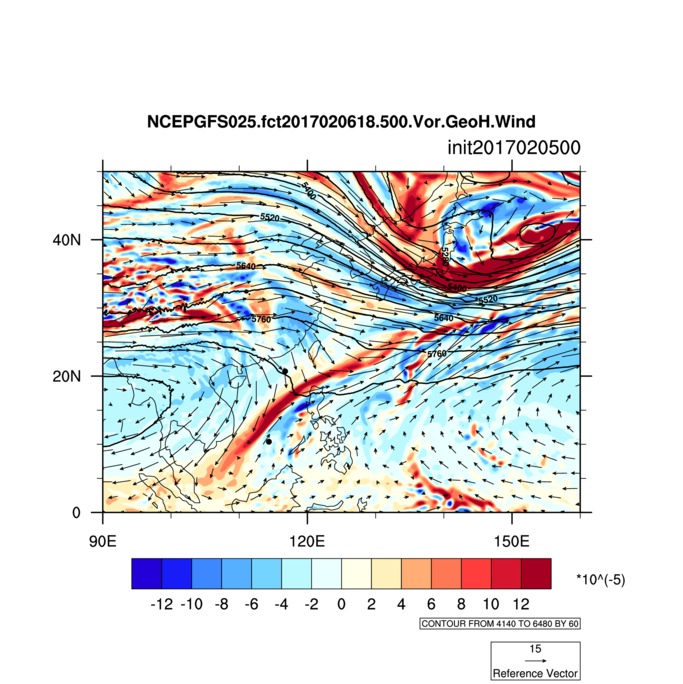 NCEPGFS025.fct2017020618.500.Vor.GeoH.Wind
init2017020500
5400
5520
40N
5280
5640
5400
5520
5760
5640
5760
20N
0
90E 120E 150E
-12 -10 -8 -6 -4 -2 0 2 4 6 8 10 12
*10^(-5)
CONTOUR FROM 4140 TO 6480 BY 60
15
Reference Vector